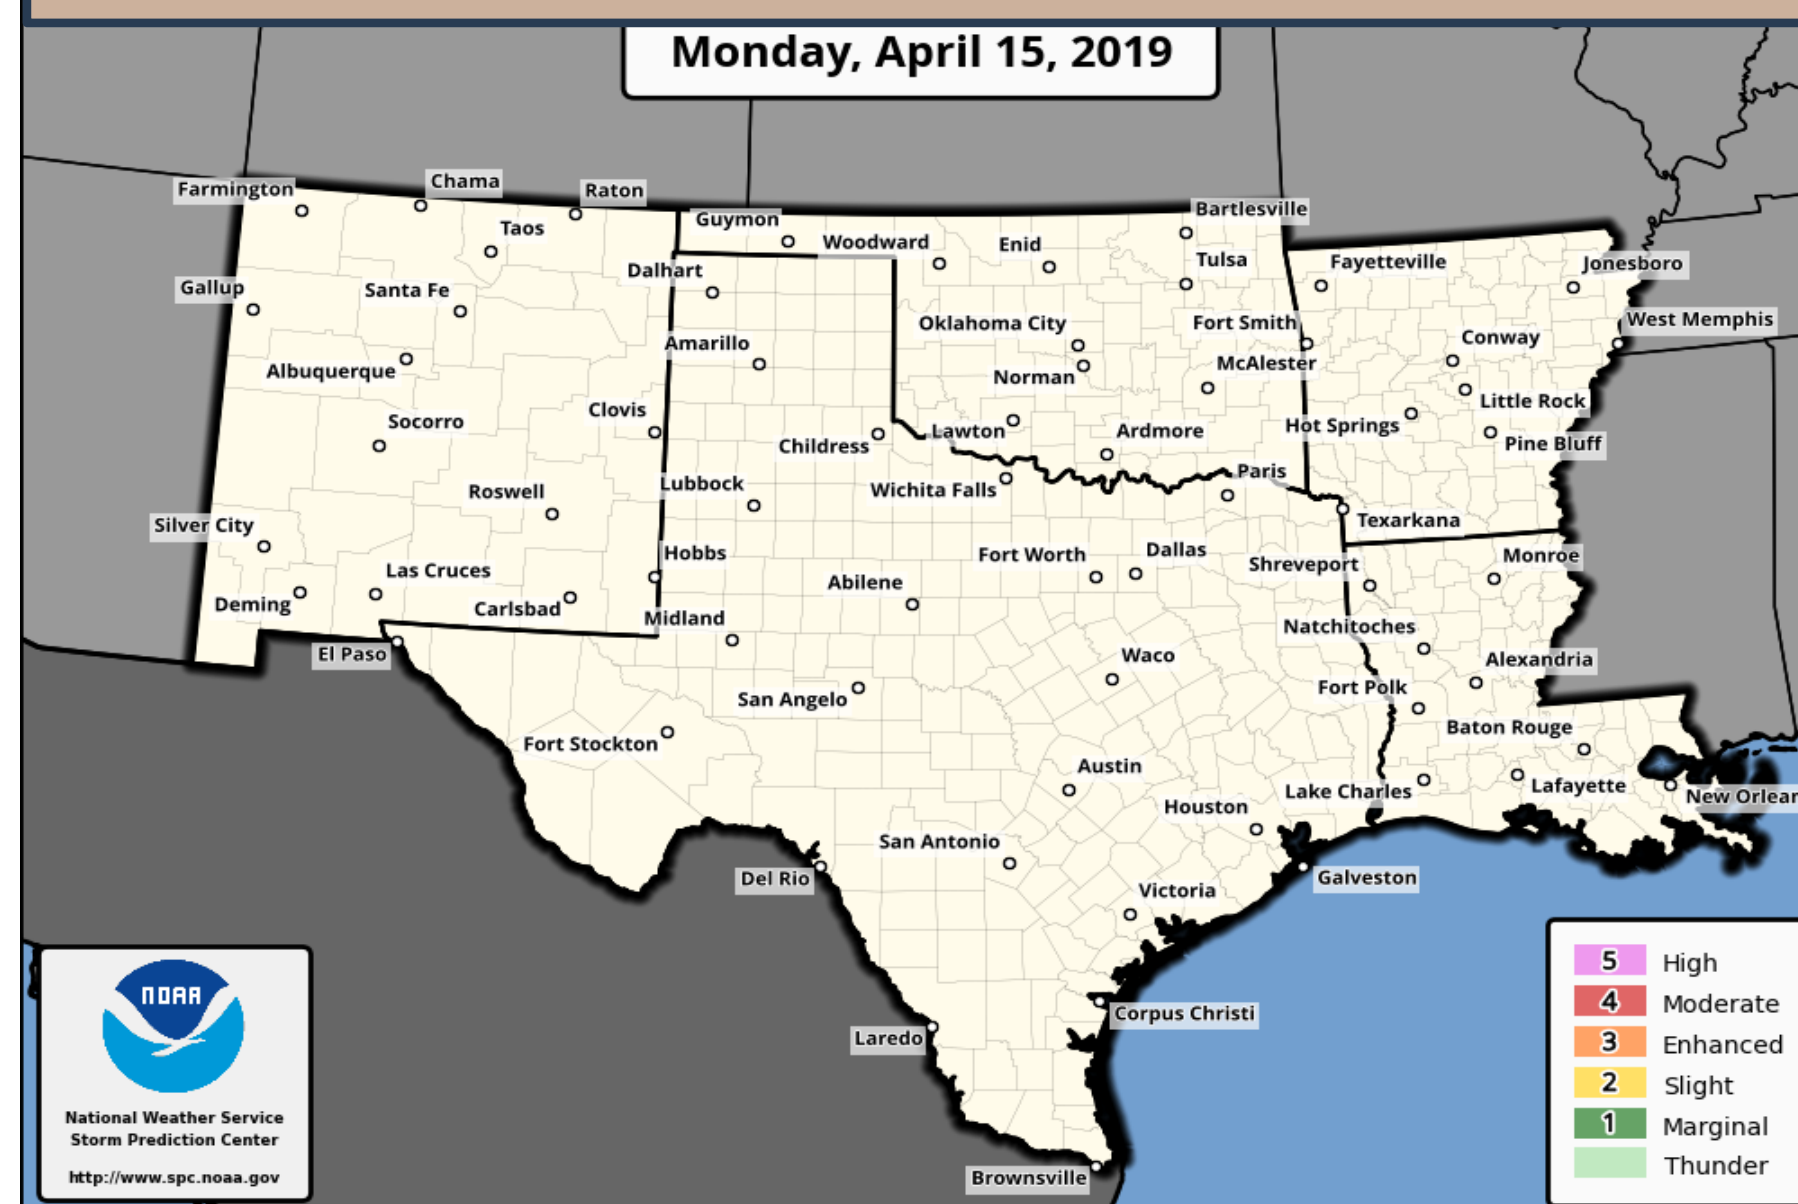 Monday, April 15, 2019
Farmington
Chama
Raton
Taos
Guymon
Woodward
Enid
Bartlesville
Tulsa
Fayetteville
Jonesboro
Gallup
Santa Fe
Dalhart
Oklahoma City
Fort Smith
West Memphis
Albuquerque
Amarillo
Norman
McAlester
Conway
Little Rock
Socorro
Clovis
Childress
Lawton
Ardmore
Hot Springs
Pine Bluff
Roswell
Lubbock
Wichita Falls
Paris
Texarkana
Silver City
Hobbs
Fort Worth
Dallas
Shreveport
Monroe
Las Cruces
Deming
Carlsbad
Midland
Abilene
Natchitoches
El Paso
Waco
Alexandria
San Angelo
Fort Polk
Fort Stockton
Baton Rouge
Austin
Lake Charles
Lafayette
New Orlean
Houston
San Antonio
Del Rio
Victoria
Galveston
Corpus Christi
Laredo
Brownsville
NOAA
National Weather Service
Storm Prediction Center
http://www.spc.noaa.gov
5 High
4 Moderate
3 Enhanced
2 Slight
1 Marginal
Thunder